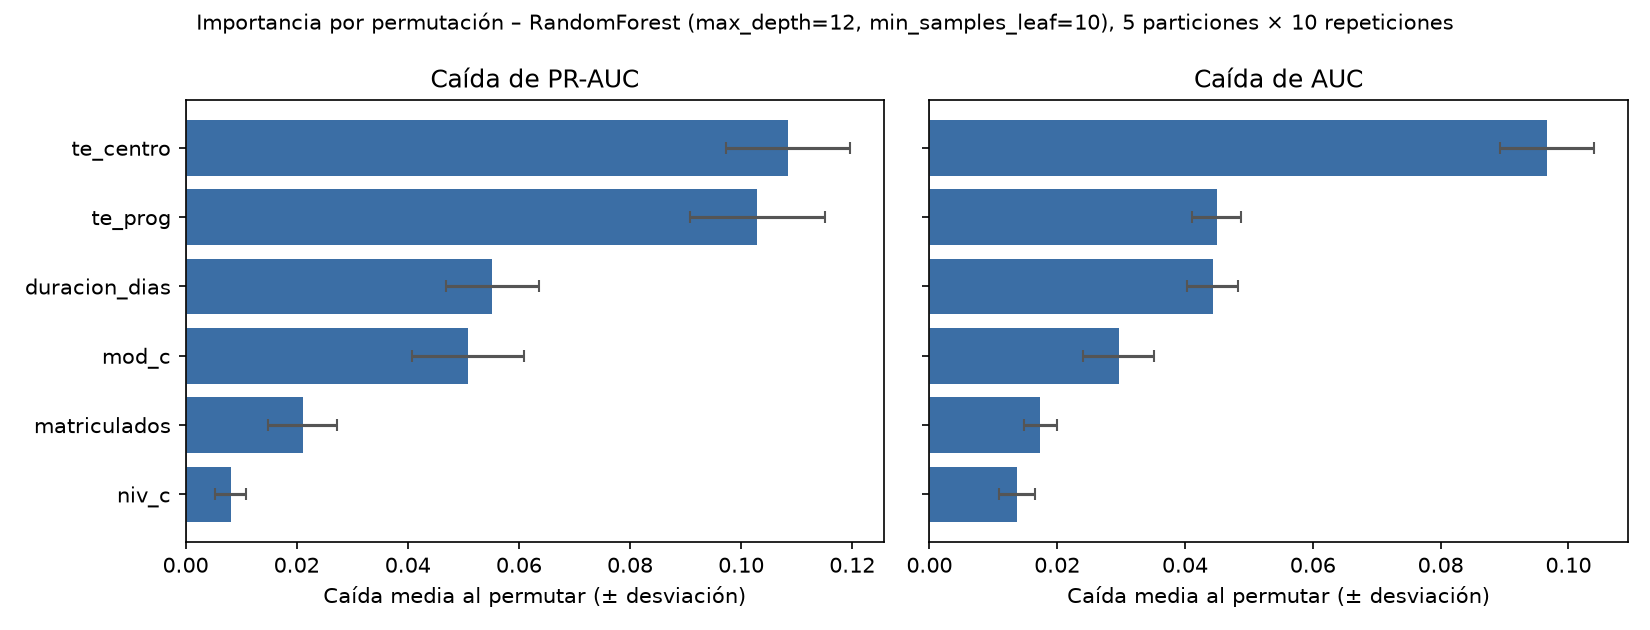 Importancia por permutación – RandomForest (max_depth=12, min_samples_leaf=10), 5 particiones × 10 repeticiones
Caída de PR-AUC
te_centro
te_prog
duracion_dias
mod_c
matriculados
niv_c
0.00 0.02 0.04 0.06 0.08 0.10 0.12
Caída media al permutar (± desviación)
Caída de AUC
0.00 0.02 0.04 0.06 0.08 0.10
Caída media al permutar (± desviación)